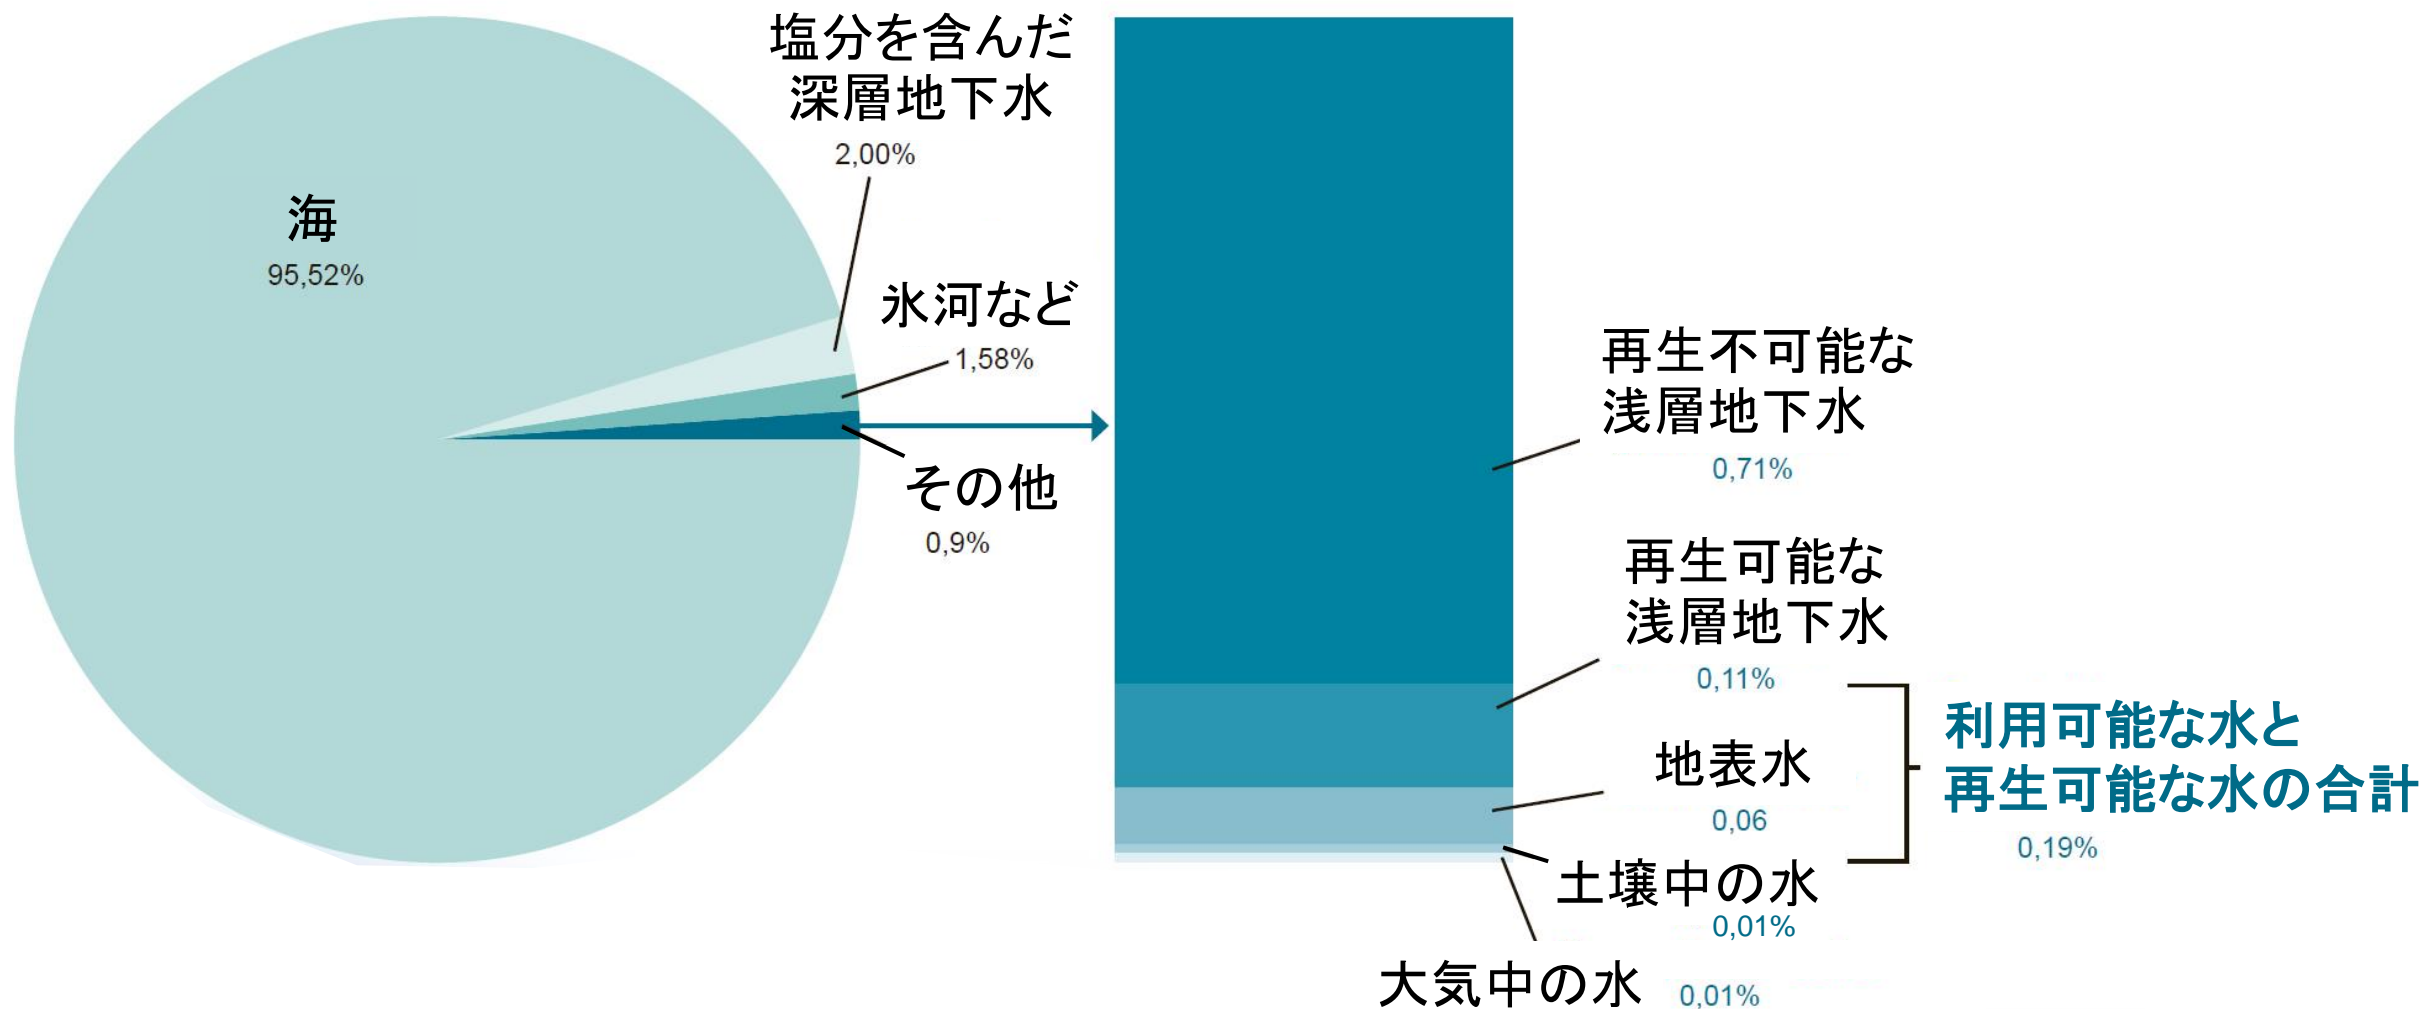 塩分を含んだ
深層地下水
2,00%
海
95,52%
氷河など
1,58%
その他
0,9%
再生不可能な
浅層地下水
0,71%
再生可能な
浅層地下水
0,11%
地表水
0,06
土壌中の水
0,01%
大気中の水 0,01%
利用可能な水と
再生可能な水の合計
0,19%